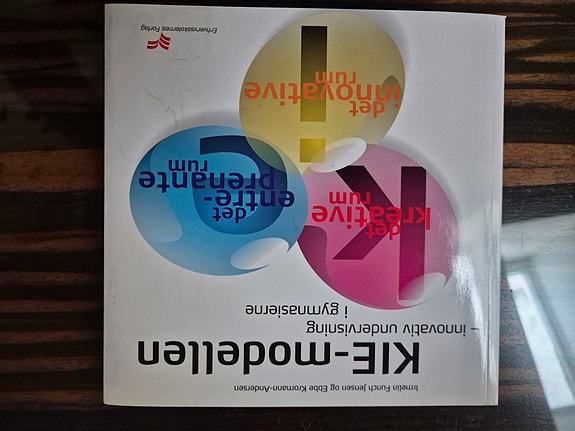 Irmelin Funch Jensen og Ebbe Kromann-Andersen
KIE-modellen
– innovativ undervisning
i gymnasierne
K
det
kreative
rum
e
det
entre-
prenante
rum
i
det
innovative
rum
Erhvervsskolernes Forlag